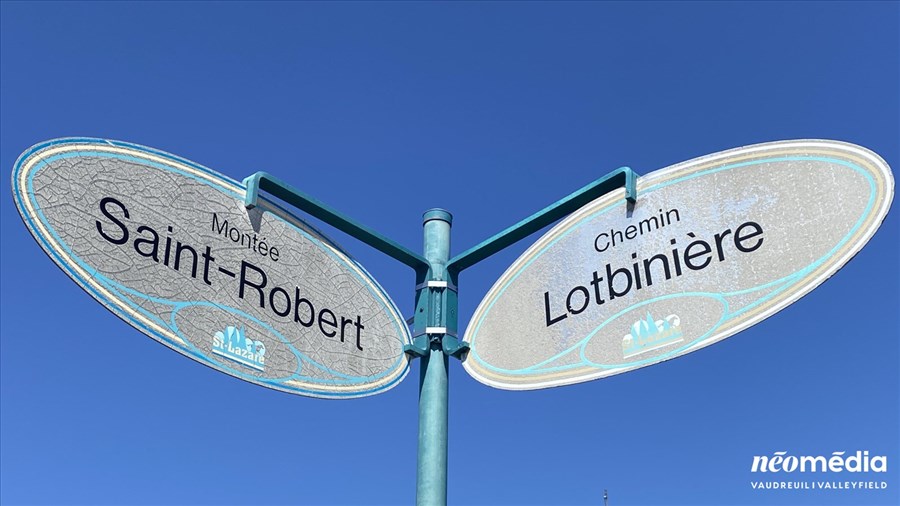 Montée
Saint-Robert
St-Lazare
Chemin
Lotbinière
néomédia
VAUDREUIL | VALLEYFIELD